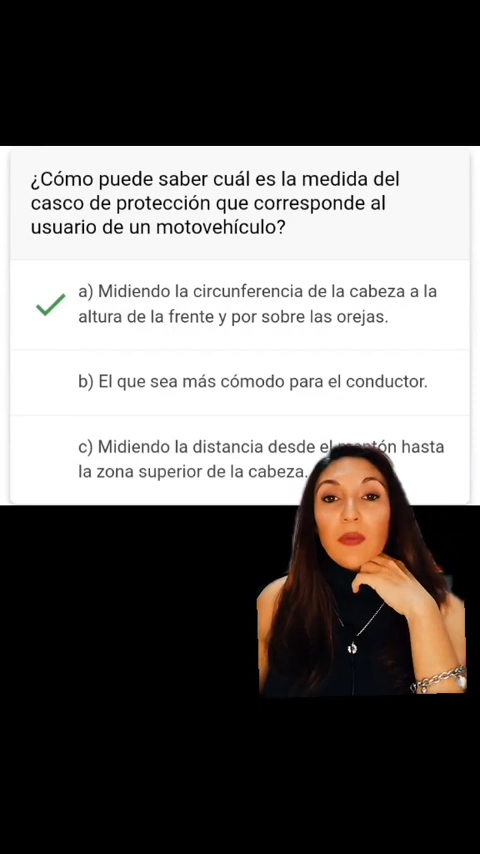 ¿Cómo puede saber cuál es la medida del
casco de protección que corresponde al
usuario de un motovehículo?
a) Midiendo la circunferencia de la cabeza a la
altura de la frente y por sobre las orejas.
b) El que sea más cómodo para el conductor.
c) Midiendo la distancia desde el mentón hasta
la zona superior de la cabeza.